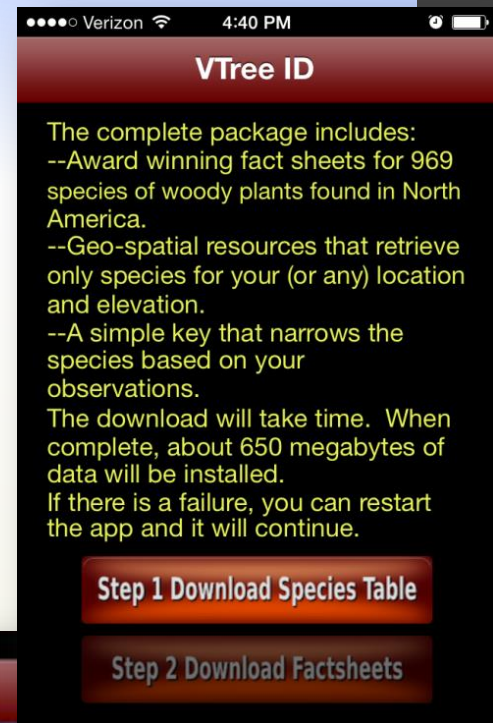 Verizon 4:40 PM
VTree ID
The complete package includes:
--Award winning fact sheets for 969
species of woody plants found in North
America.
--Geo-spatial resources that retrieve
only species for your (or any) location
and elevation.
--A simple key that narrows the
species based on your
observations.
The download will take time. When
complete, about 650 megabytes of
data will be installed.
If there is a failure, you can restart
the app and it will continue.
Step 1 Download Species Table
Step 2 Download Factsheets